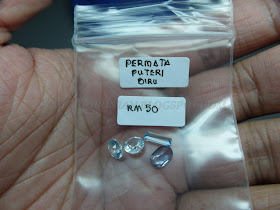 PERMATA
PUTERI
BIRU
RM 50